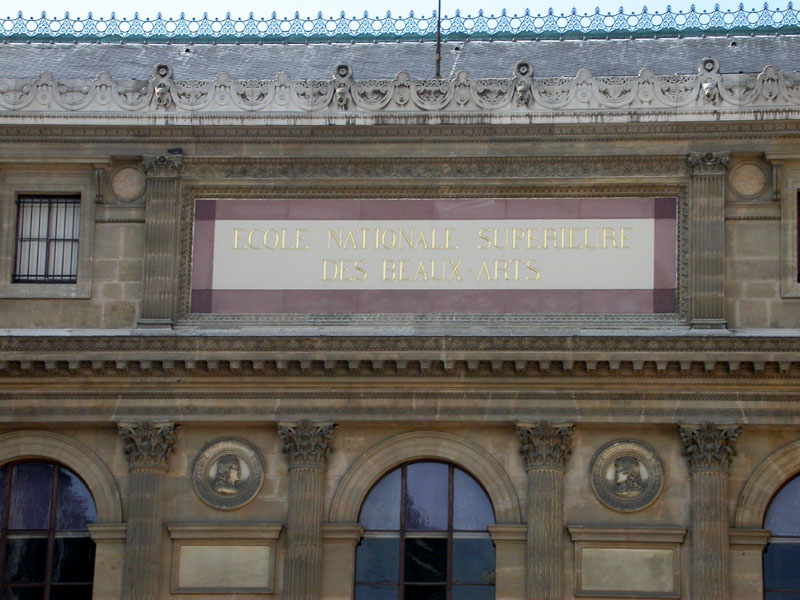 ECOLE NATIONALE SUPERIEURE
DES BEAUX-ARTS